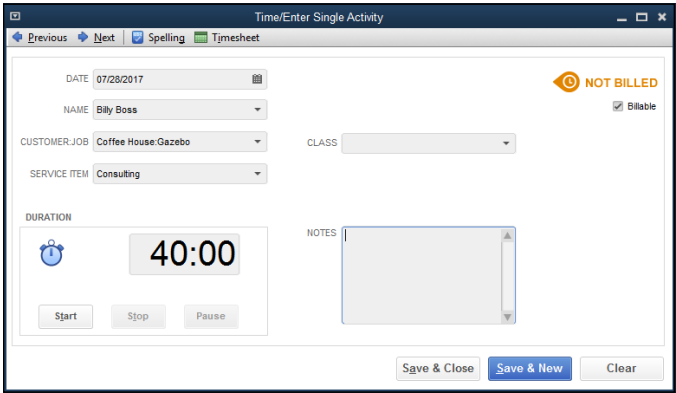 Time/Enter Single Activity
Previous Next Spelling Timesheet
DATE 07/28/2017
NOT BILLED
NAME Billy Boss
Billable
CUSTOMER:JOB Coffee House:Gazebo
CLASS
SERVICE ITEM Consulting
DURATION
NOTES
40:00
Start Stop Pause
Save & Close Save & New Clear